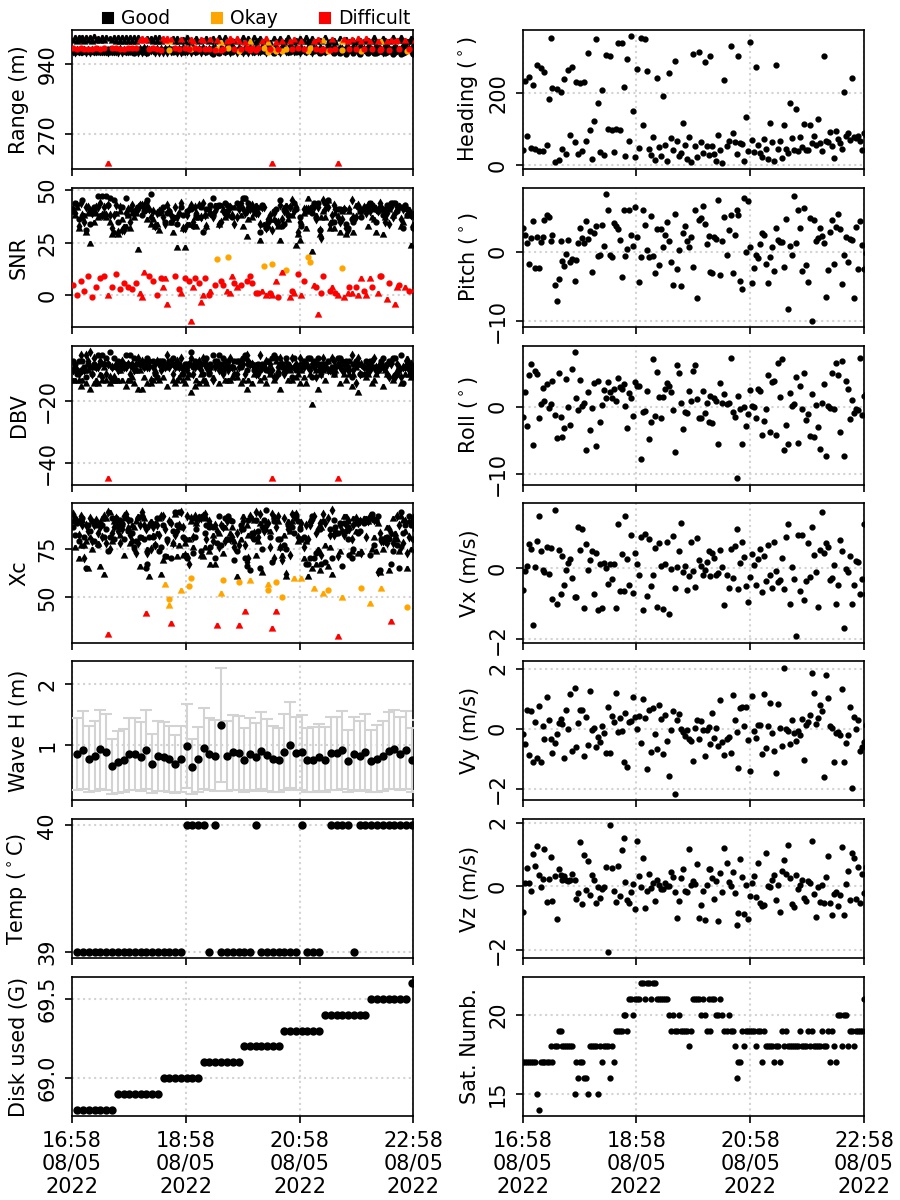 Good Okay Difficult
Range (m)
940
270
Heading (°)
200
0
SNR
50
25
0
Pitch (°)
0
−10
DBV
−20
−40
Roll (°)
0
−10
Xc
75
50
Vx (m/s)
0
−2
Wave H (m)
2
1
Vy (m/s)
2
0
−2
Temp (°C)
40
39
Vz (m/s)
2
0
−2
Disk used (G)
69.5
69.0
Sat. Numb.
20
15
16:58 18:58 20:58 22:58 16:58 18:58 20:58 22:58
08/05 08/05 08/05 08/05 08/05 08/05 08/05 08/05
2022 2022 2022 2022 2022 2022 2022 2022